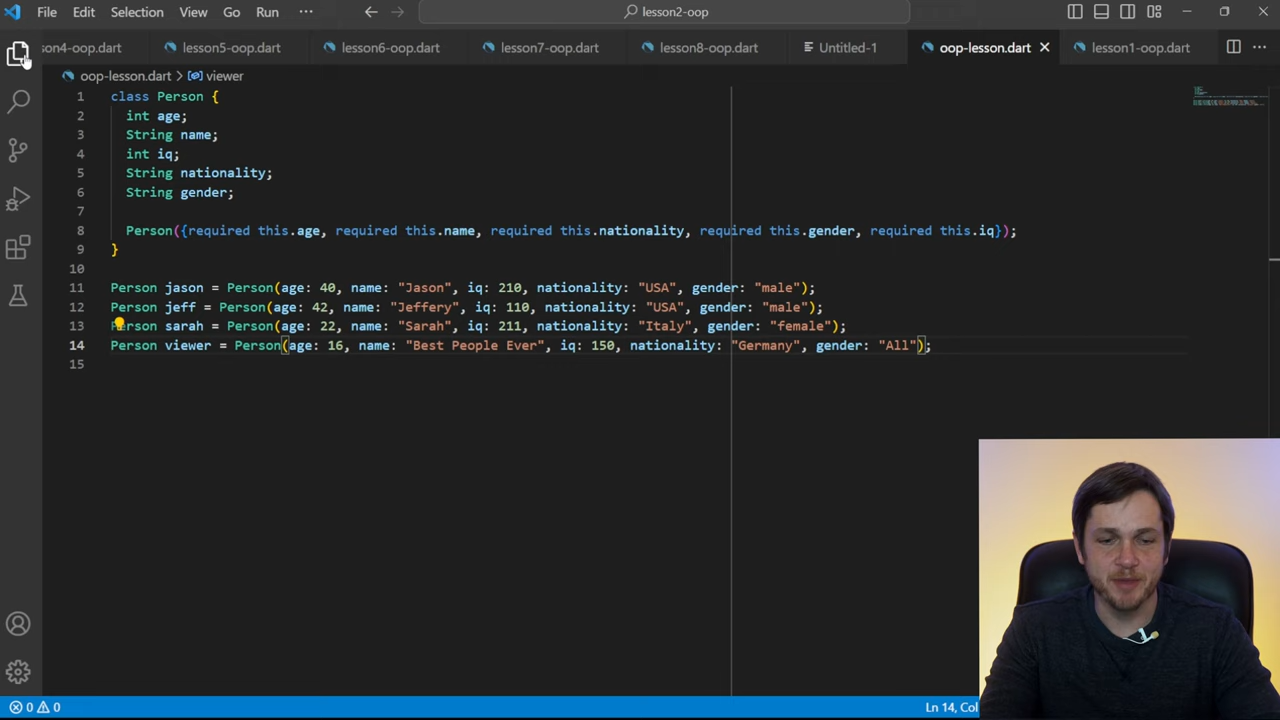 File Edit Selection View Go Run ··· lesson2-oop
son4-oop.dart lesson5-oop.dart lesson6-oop.dart lesson7-oop.dart lesson8-oop.dart Untitled-1 oop-lesson.dart lesson1-oop.dart ···
oop-lesson.dart > viewer
1 class Person {
2 int age;
3 String name;
4 int iq;
5 String nationality;
6 String gender;
7
8 Person({required this.age, required this.name, required this.nationality, required this.gender, required this.iq});
9 }
10
11 Person jason = Person(age: 40, name: "Jason", iq: 210, nationality: "USA", gender: "male");
12 Person jeff = Person(age: 42, name: "Jeffery", iq: 110, nationality: "USA", gender: "male");
13 Person sarah = Person(age: 22, name: "Sarah", iq: 211, nationality: "Italy", gender: "female");
14 Person viewer = Person(age: 16, name: "Best People Ever", iq: 150, nationality: "Germany", gender: "All");
15
0 0 Ln 14, Col